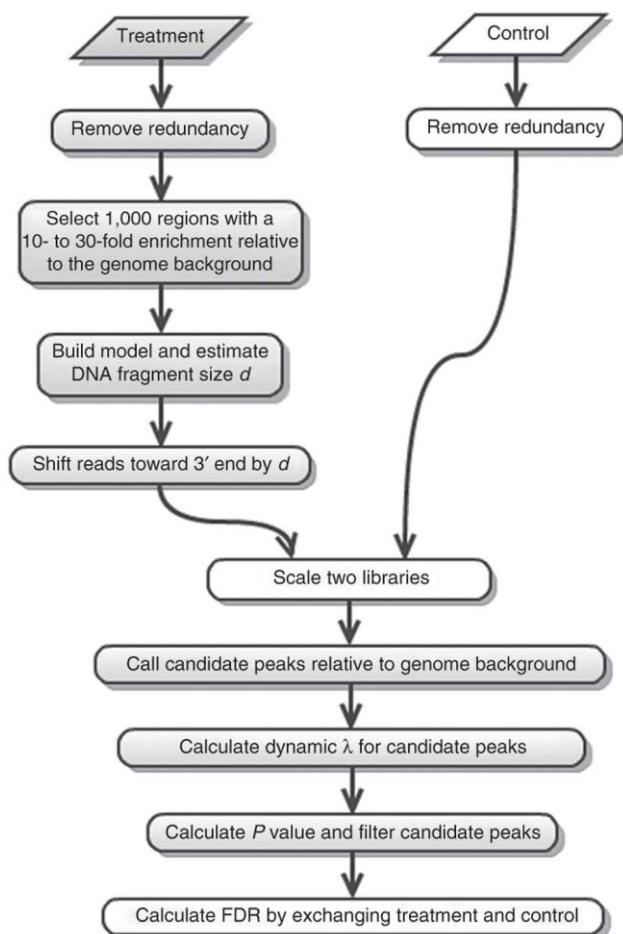 Treatment
Control
Remove redundancy
Remove redundancy
Select 1,000 regions with a
10- to 30-fold enrichment relative
to the genome background
Build model and estimate
DNA fragment size d
Shift reads toward 3′ end by d
Scale two libraries
Call candidate peaks relative to genome background
Calculate dynamic λ for candidate peaks
Calculate P value and filter candidate peaks
Calculate FDR by exchanging treatment and control